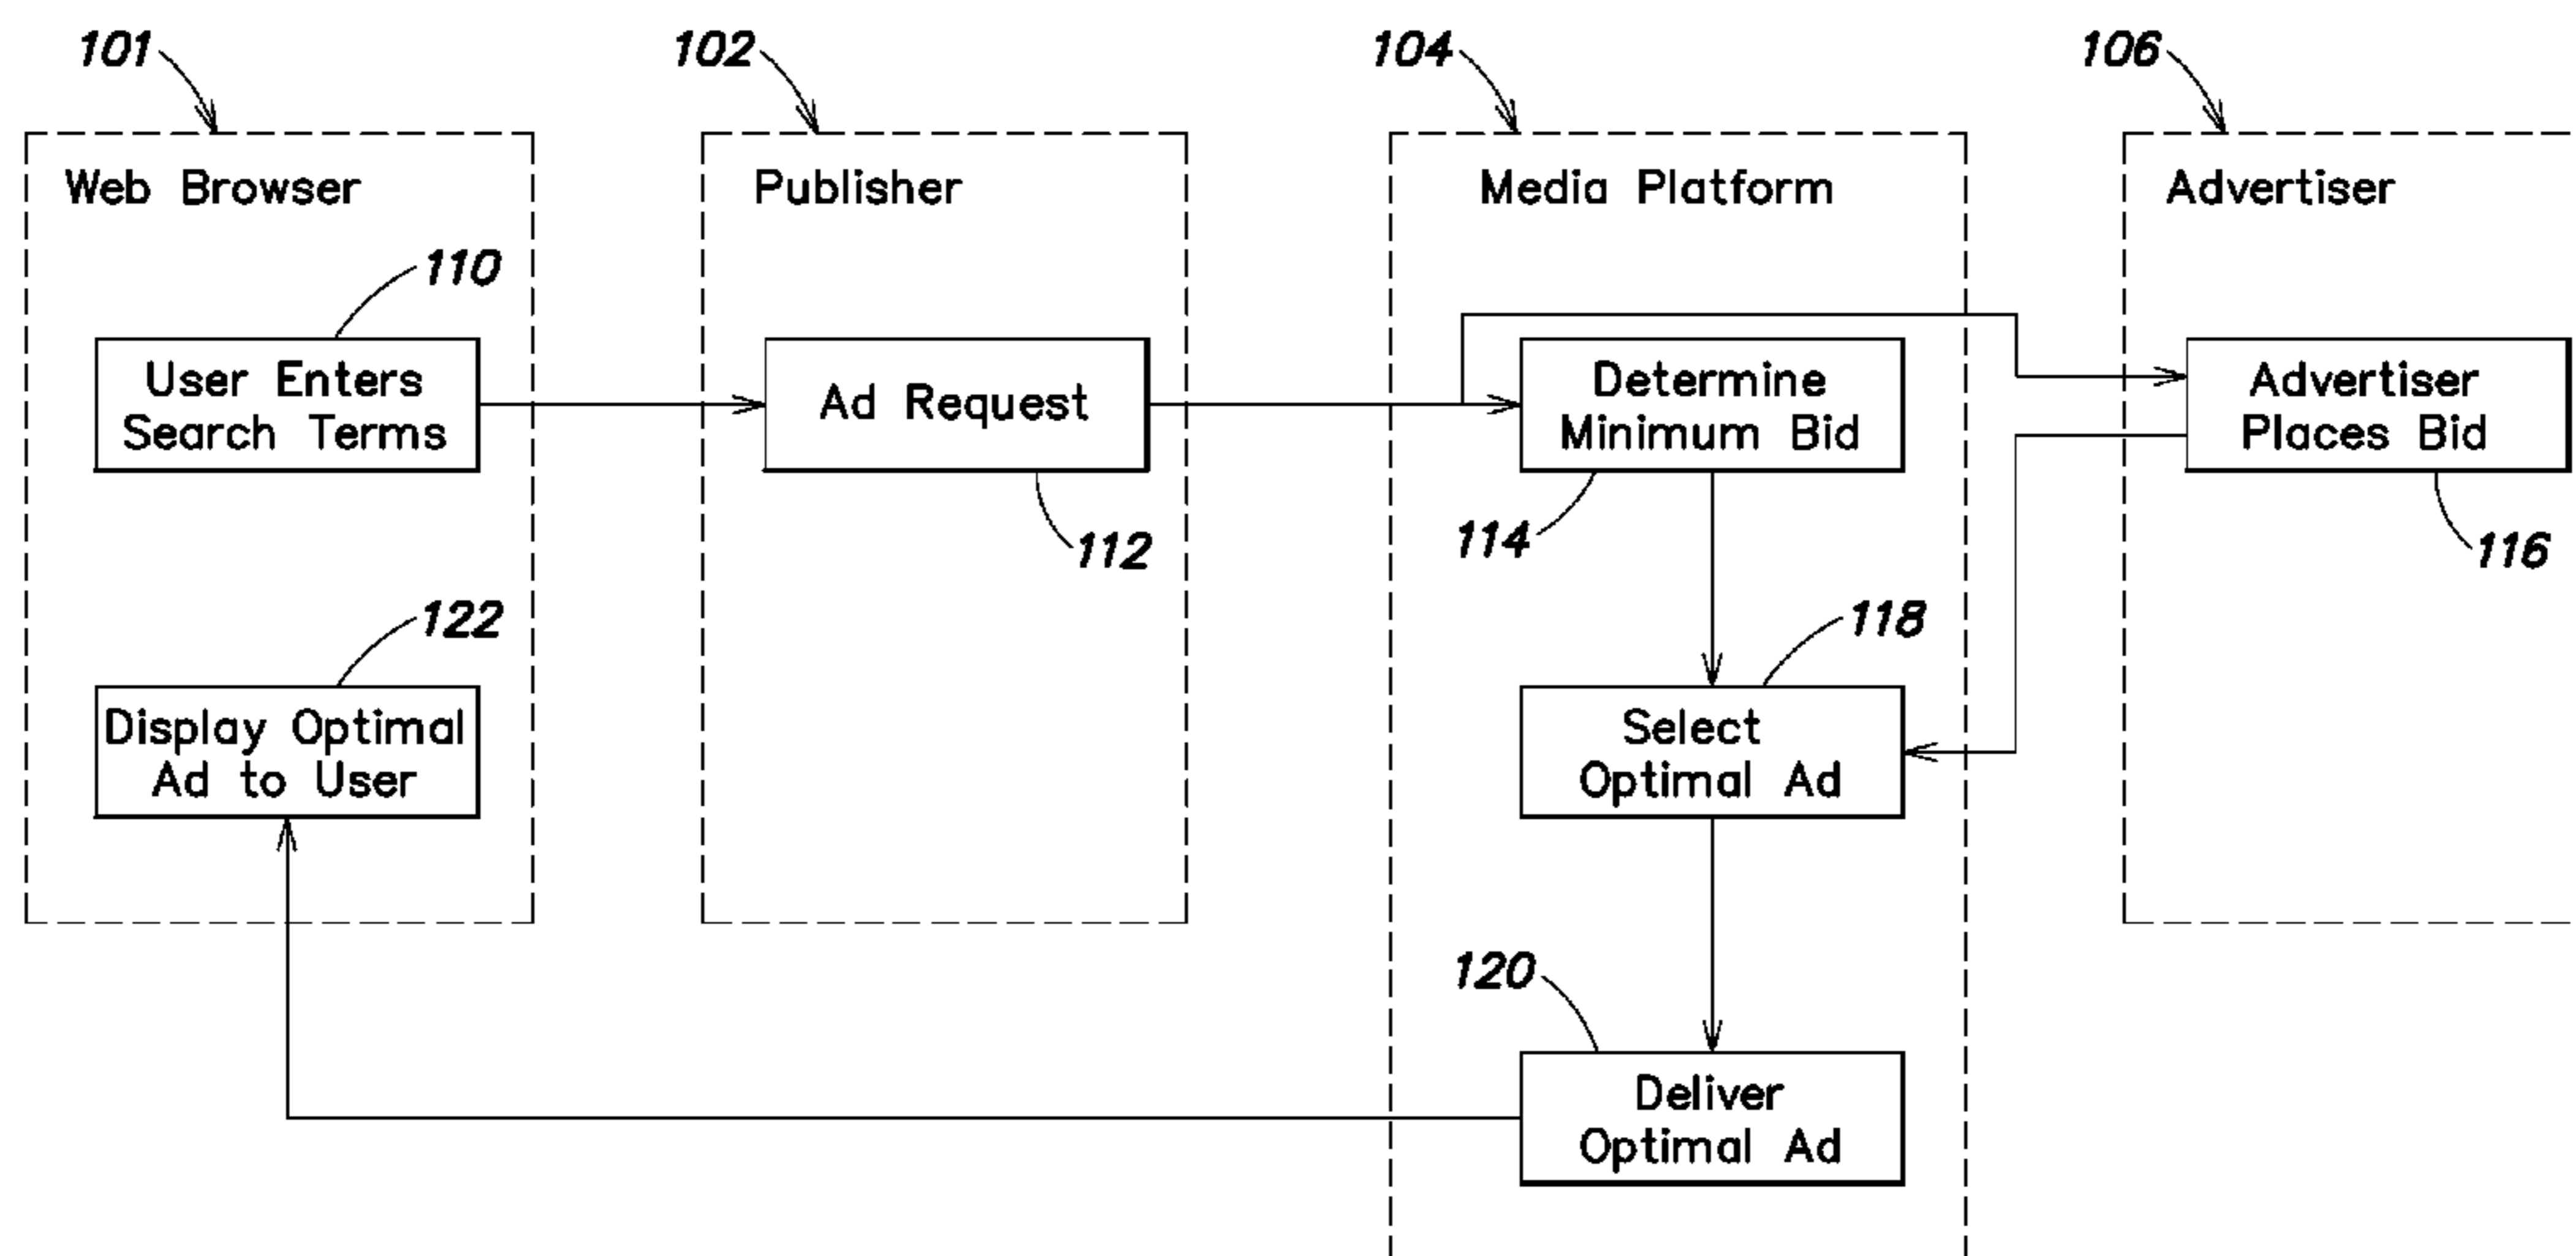 101
102
104
106
Web Browser
Publisher
Media Platform
Advertiser
110
User Enters
Search Terms
Ad Request
112
Determine
Minimum Bid
114
Advertiser
Places Bid
116
122
Display Optimal
Ad to User
118
Select
Optimal Ad
120
Deliver
Optimal Ad